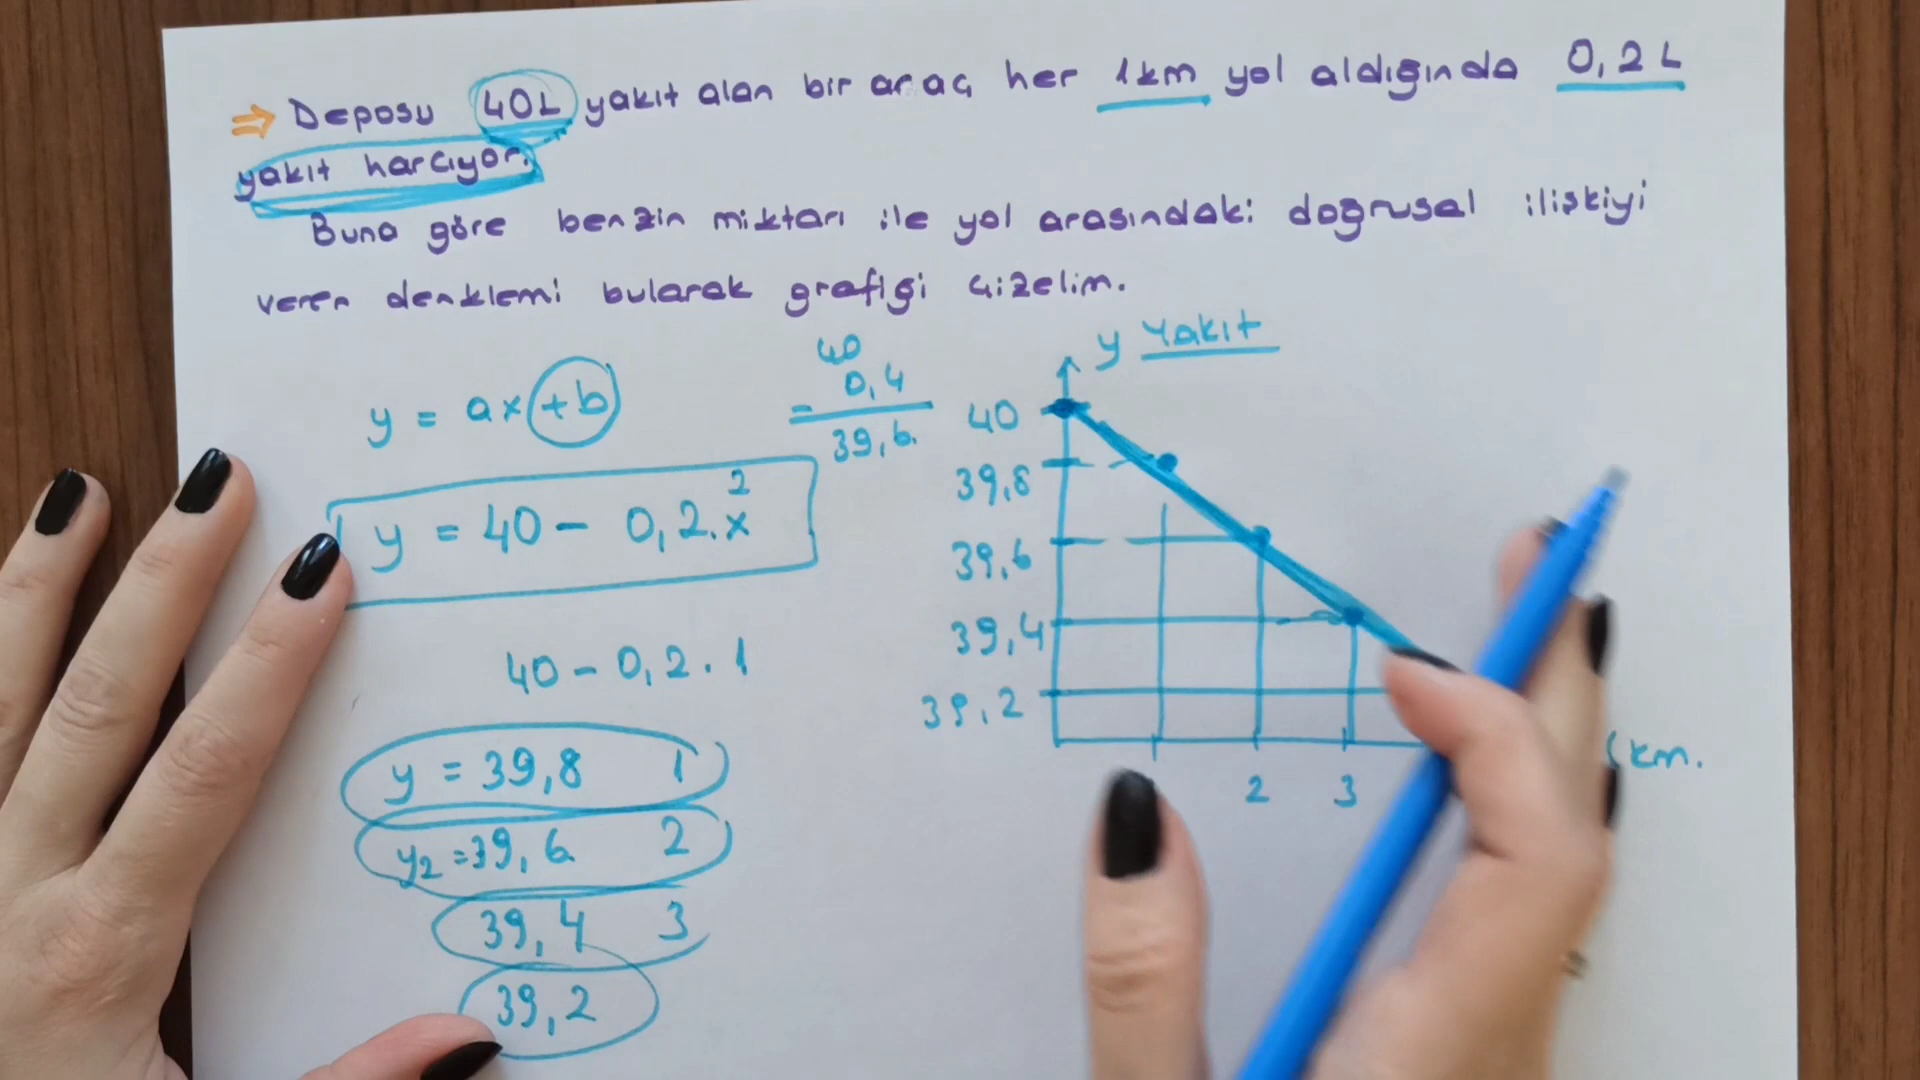 ⇒ Deposu 40L yakıt alan bir araç her 1km yol aldığında 0,2L
yakıt harcıyor.
Buna göre benzin miktarı ile yol arasındaki doğrusal ilişkiyi
veren denklemi bularak grafiği çizelim.
y = ax + b
40
0,4
39,6
2
y = 40 - 0,2.x
40 - 0,2 . 1
y = 39,8 1
y2 = 39,6 2
39,4 3
39,2
y Yakıt
40
39,8
39,6
39,4
39,2
2 3
km.